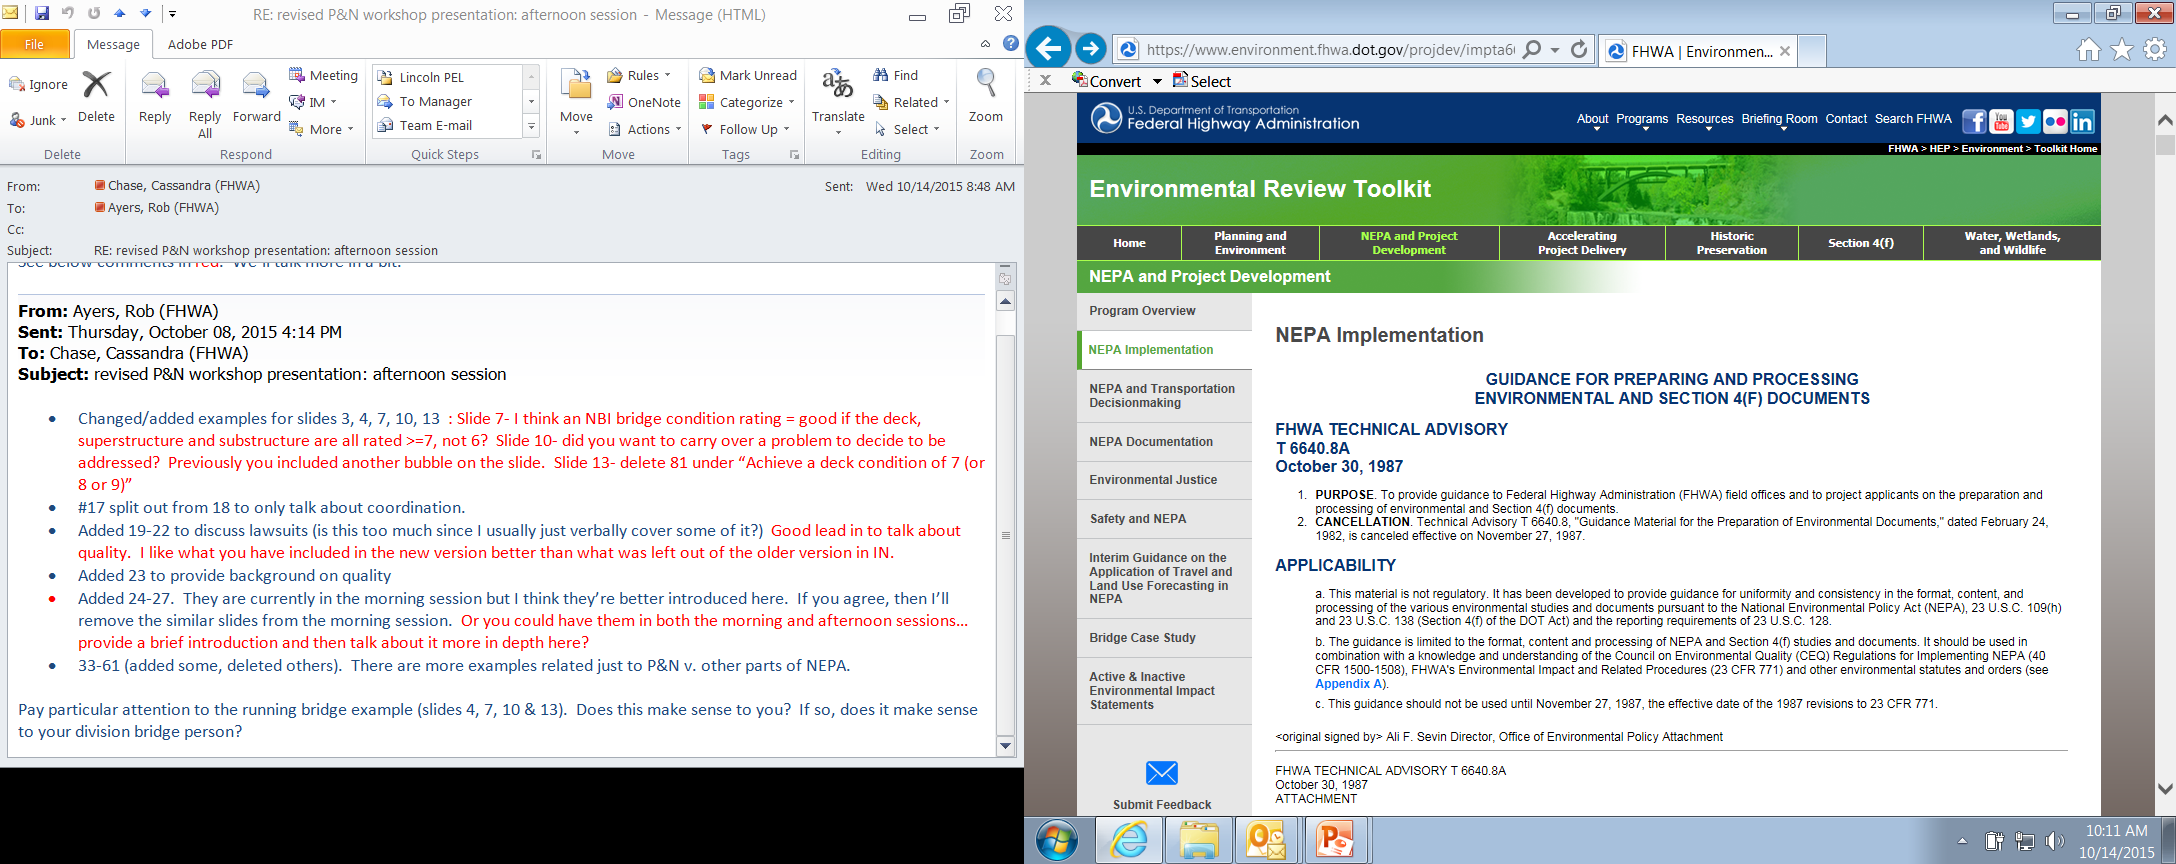 RE: revised P&N workshop presentation: afternoon session - Message (HTML)
File
Message
Adobe PDF
Ignore
Junk
Delete
Delete
Reply
Reply All
Forward
Meeting
IM
More
Respond
Lincoln PEL
To Manager
Team E-mail
Quick Steps
Move
Rules
OneNote
Actions
Move
Mark Unread
Categorize
Follow Up
Tags
Translate
Find
Related
Select
Editing
Zoom
Zoom
From: Chase, Cassandra (FHWA)
Sent: Wed 10/14/2015 8:48 AM
To: Ayers, Rob (FHWA)
Cc:
Subject: RE: revised P&N workshop presentation: afternoon session
See below comments in red. We'll talk more in a bit.
From: Ayers, Rob (FHWA)
Sent: Thursday, October 08, 2015 4:14 PM
To: Chase, Cassandra (FHWA)
Subject: revised P&N workshop presentation: afternoon session
• Changed/added examples for slides 3, 4, 7, 10, 13 : Slide 7- I think an NBI bridge condition rating = good if the deck,
superstructure and substructure are all rated >=7, not 6? Slide 10- did you want to carry over a problem to decide to be
addressed? Previously you included another bubble on the slide. Slide 13- delete 81 under “Achieve a deck condition of 7 (or
8 or 9)”
• #17 split out from 18 to only talk about coordination.
• Added 19-22 to discuss lawsuits (is this too much since I usually just verbally cover some of it?) Good lead in to talk about
quality. I like what you have included in the new version better than what was left out of the older version in IN.
• Added 23 to provide background on quality
• Added 24-27. They are currently in the morning session but I think they’re better introduced here. If you agree, then I’ll
remove the similar slides from the morning session. Or you could have them in both the morning and afternoon sessions…
provide a brief introduction and then talk about it more in depth here?
• 33-61 (added some, deleted others). There are more examples related just to P&N v. other parts of NEPA.
Pay particular attention to the running bridge example (slides 4, 7, 10 & 13). Does this make sense to you? If so, does it make sense
to your division bridge person?
https://www.environment.fhwa.dot.gov/projdev/impta6
FHWA | Environmen...
x Convert Select
U.S. Department of Transportation
Federal Highway Administration
About Programs Resources Briefing Room Contact Search FHWA
f You Tube in
FHWA > HEP > Environment > Toolkit Home
Environmental Review Toolkit
Home
Planning and
Environment
NEPA and Project
Development
Accelerating
Project Delivery
Historic
Preservation
Section 4(f)
Water, Wetlands,
and Wildlife
NEPA and Project Development
Program Overview
NEPA Implementation
NEPA and Transportation
Decisionmaking
NEPA Documentation
Environmental Justice
Safety and NEPA
Interim Guidance on the
Application of Travel and
Land Use Forecasting in
NEPA
Bridge Case Study
Active & Inactive
Environmental Impact
Statements
Submit Feedback
NEPA Implementation
GUIDANCE FOR PREPARING AND PROCESSING
ENVIRONMENTAL AND SECTION 4(F) DOCUMENTS
FHWA TECHNICAL ADVISORY
T 6640.8A
October 30, 1987
1. PURPOSE. To provide guidance to Federal Highway Administration (FHWA) field offices and to project applicants on the preparation and
processing of environmental and Section 4(f) documents.
2. CANCELLATION. Technical Advisory T 6640.8, "Guidance Material for the Preparation of Environmental Documents," dated February 24,
1982, is canceled effective on November 27, 1987.
APPLICABILITY
a. This material is not regulatory. It has been developed to provide guidance for uniformity and consistency in the format, content, and
processing of the various environmental studies and documents pursuant to the National Environmental Policy Act (NEPA), 23 U.S.C. 109(h)
and 23 U.S.C. 138 (Section 4(f) of the DOT Act) and the reporting requirements of 23 U.S.C. 128.
b. The guidance is limited to the format, content and processing of NEPA and Section 4(f) studies and documents. It should be used in
combination with a knowledge and understanding of the Council on Environmental Quality (CEQ) Regulations for Implementing NEPA (40
CFR 1500-1508), FHWA's Environmental Impact and Related Procedures (23 CFR 771) and other environmental statutes and orders (see
Appendix A).
c. This guidance should not be used until November 27, 1987, the effective date of the 1987 revisions to 23 CFR 771.
<original signed by> Ali F. Sevin Director, Office of Environmental Policy Attachment
FHWA TECHNICAL ADVISORY T 6640.8A
October 30, 1987
ATTACHMENT
10:11 AM
10/14/2015